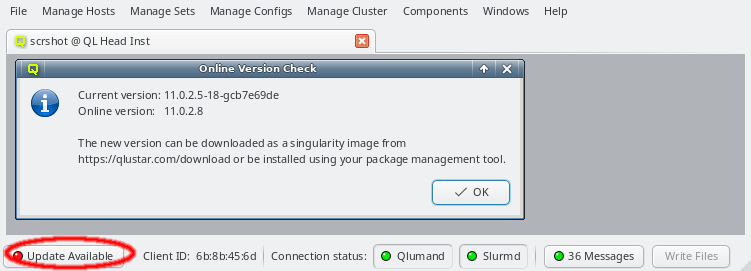 File Manage Hosts Manage Sets Manage Configs Manage Cluster Components Windows Help
scrshot @ QL Head Inst
Online Version Check
Current version: 11.0.2.5-18-gcb7e69de
Online version: 11.0.2.8
The new version can be downloaded as a singularity image from
https://qlustar.com/download or be installed using your package management tool.
OK
Update Available Client ID: 6b:8b:45:6d Connection status: Qlumand Slurmd 36 Messages Write Files